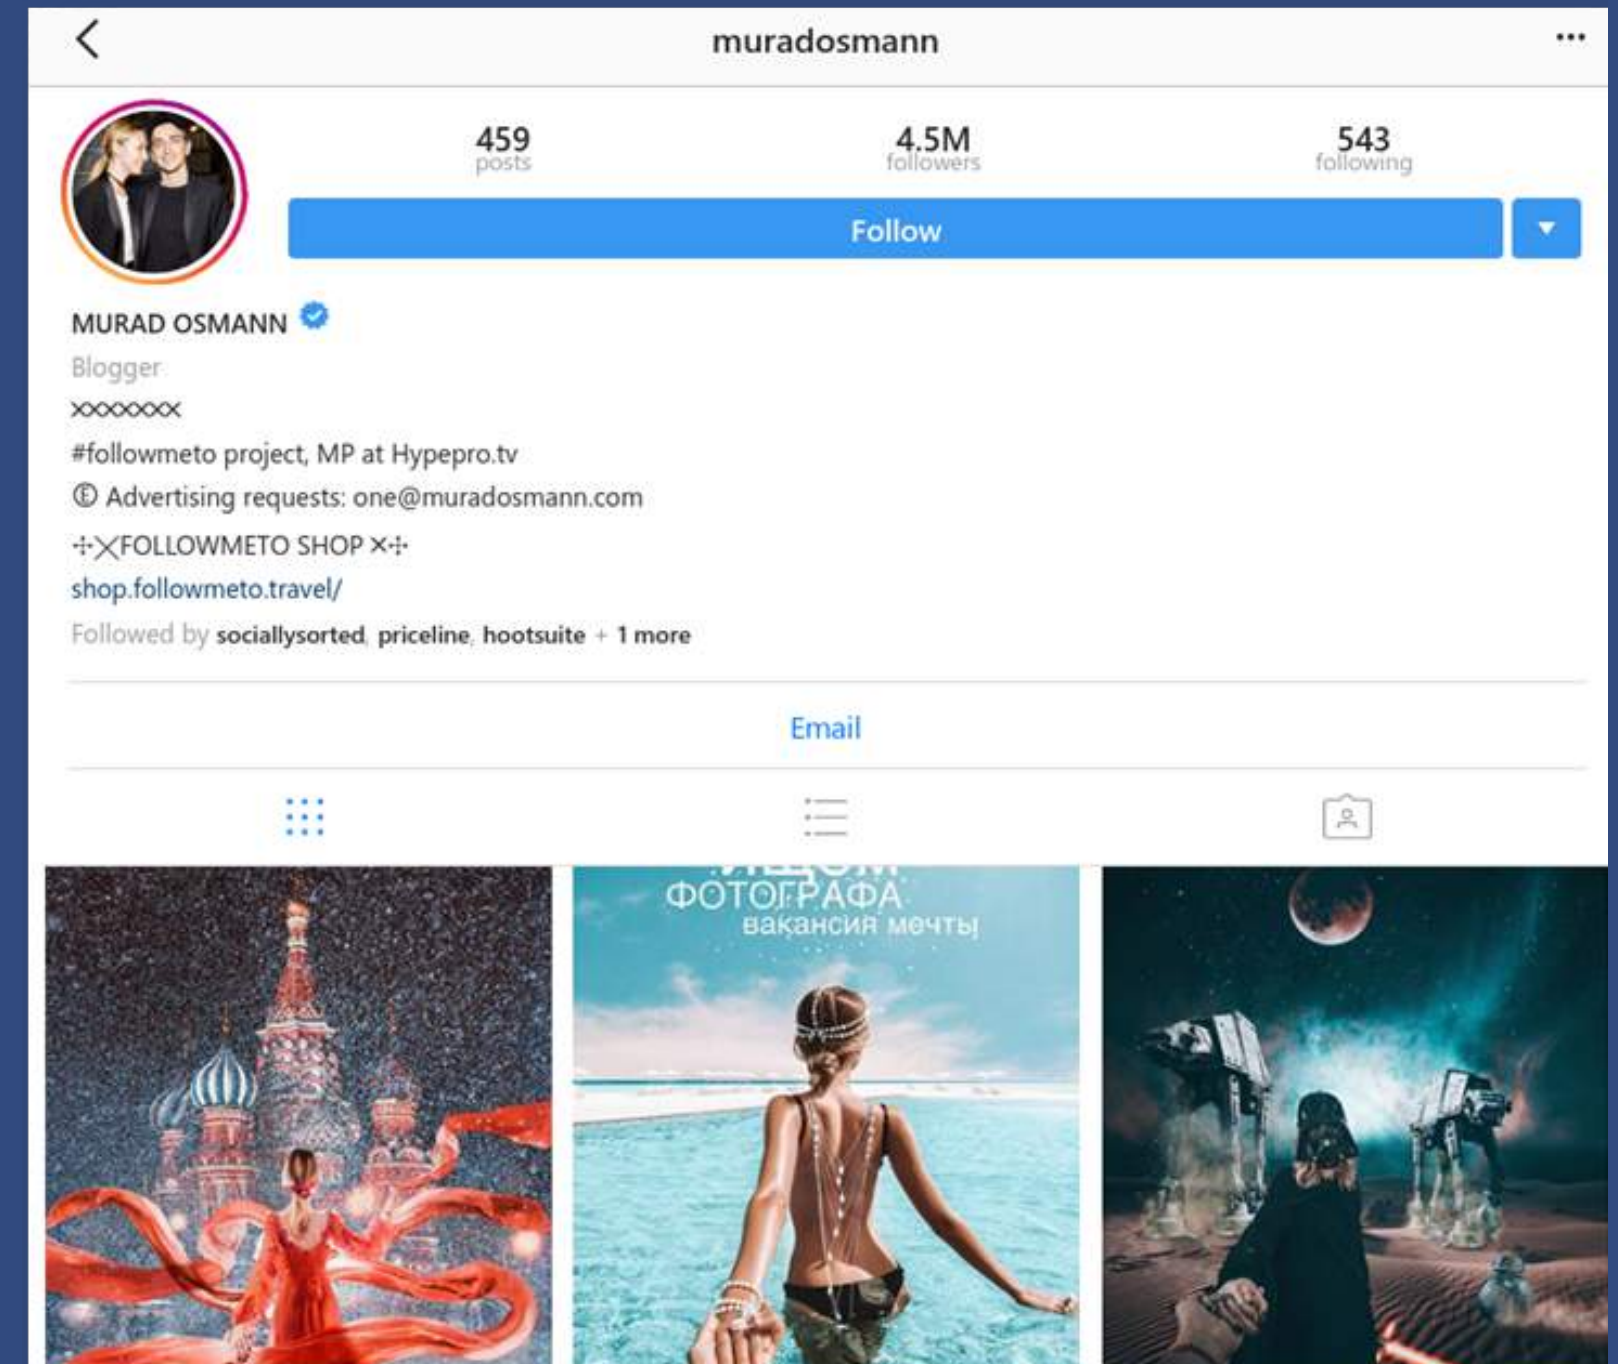 muradosmann
459
posts
4.5M
followers
543
following
Follow
MURAD OSMANN
Blogger
xxxxxxx
#followmeto project, MP at Hypepro.tv
Ⓔ Advertising requests: one@muradosmann.com
✢╳FOLLOWMETO SHOP ✕✢
shop.followmeto.travel/
Followed by sociallysorted, priceline, hootsuite + 1 more
Email
ФОТОГРАФА
вакансия мечты